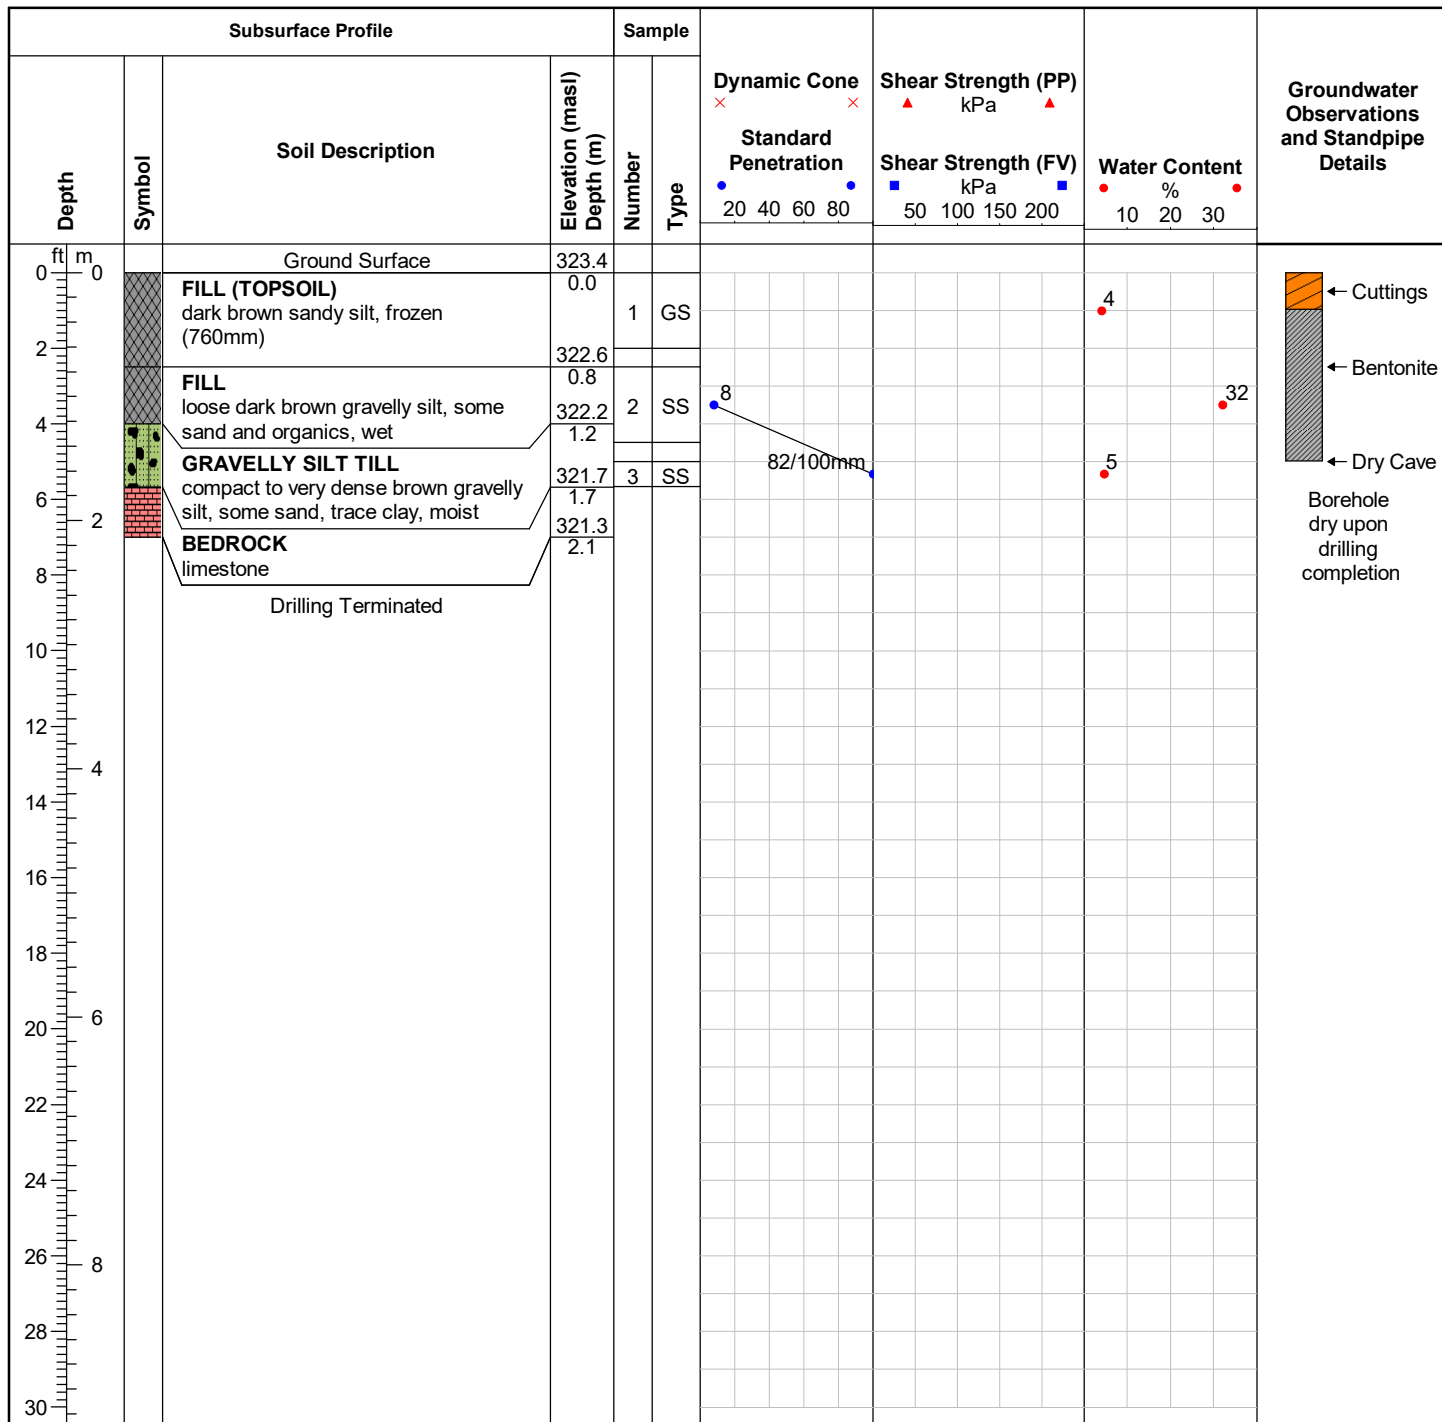 Subsurface Profile
Sample
Depth
Symbol
Soil Description
Elevation (masl)
Depth (m)
Number
Type
Dynamic Cone
Standard
Penetration
20 40 60 80
Shear Strength (PP)
kPa
Shear Strength (FV)
kPa
50 100 150 200
Water Content
%
10 20 30
Groundwater
Observations
and Standpipe
Details
ft m
Ground Surface
323.4
0 0
FILL (TOPSOIL)
dark brown sandy silt, frozen
(760mm)
0.0
1 GS
4
Cuttings
2
322.6
FILL
loose dark brown gravelly silt, some
sand and organics, wet
0.8
322.2
2 SS
8
32
Bentonite
4
1.2
GRAVELLY SILT TILL
compact to very dense brown gravelly
silt, some sand, trace clay, moist
321.7
3 SS
82/100mm
5
Dry Cave
6
1.7
2
321.3
BEDROCK
limestone
2.1
Borehole
dry upon
drilling
completion
8
Drilling Terminated
10
12
4
14
16
18
6
20
22
24
26
8
28
30